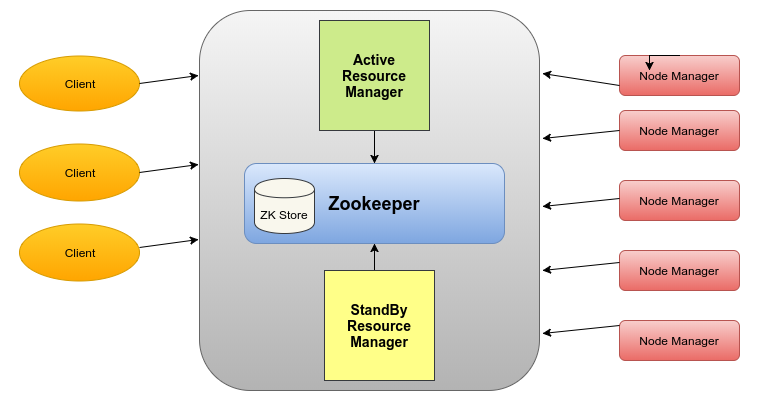 Client
Client
Client
Active
Resource
Manager
ZK Store
Zookeeper
StandBy
Resource
Manager
Node Manager
Node Manager
Node Manager
Node Manager
Node Manager